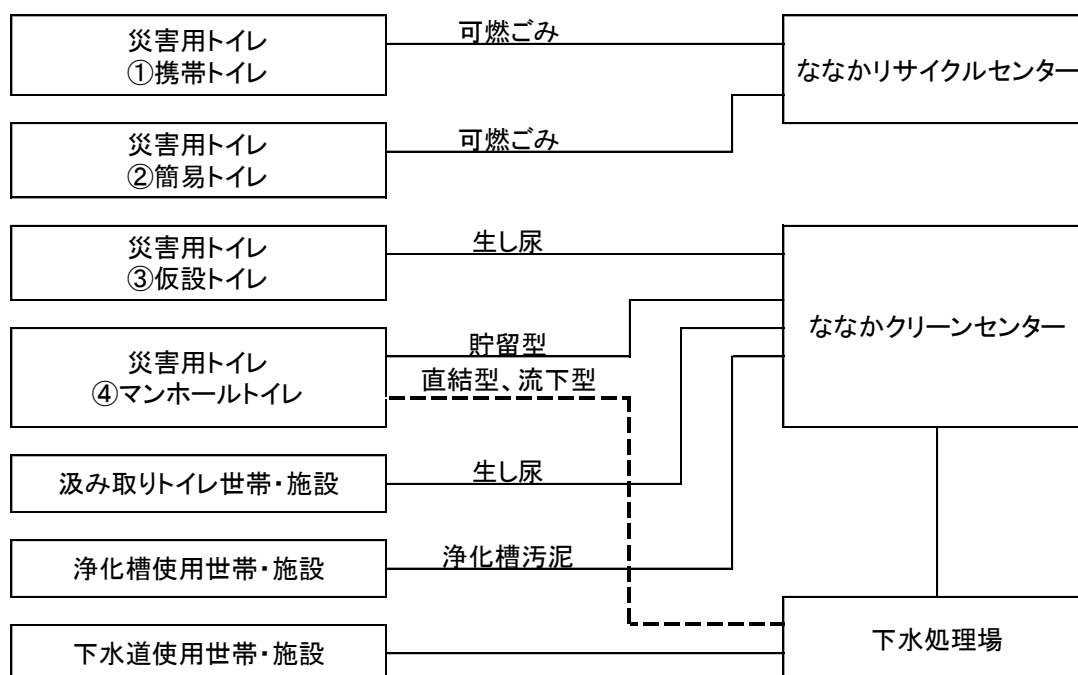 災害用トイレ
①携帯トイレ
可燃ごみ
ななかリサイクルセンター
災害用トイレ
②簡易トイレ
可燃ごみ
災害用トイレ
③仮設トイレ
生し尿
ななかクリーンセンター
災害用トイレ
④マンホールトイレ
貯留型
直結型、流下型
汲み取りトイレ世帯・施設
生し尿
浄化槽使用世帯・施設
浄化槽汚泥
下水道使用世帯・施設
下水処理場